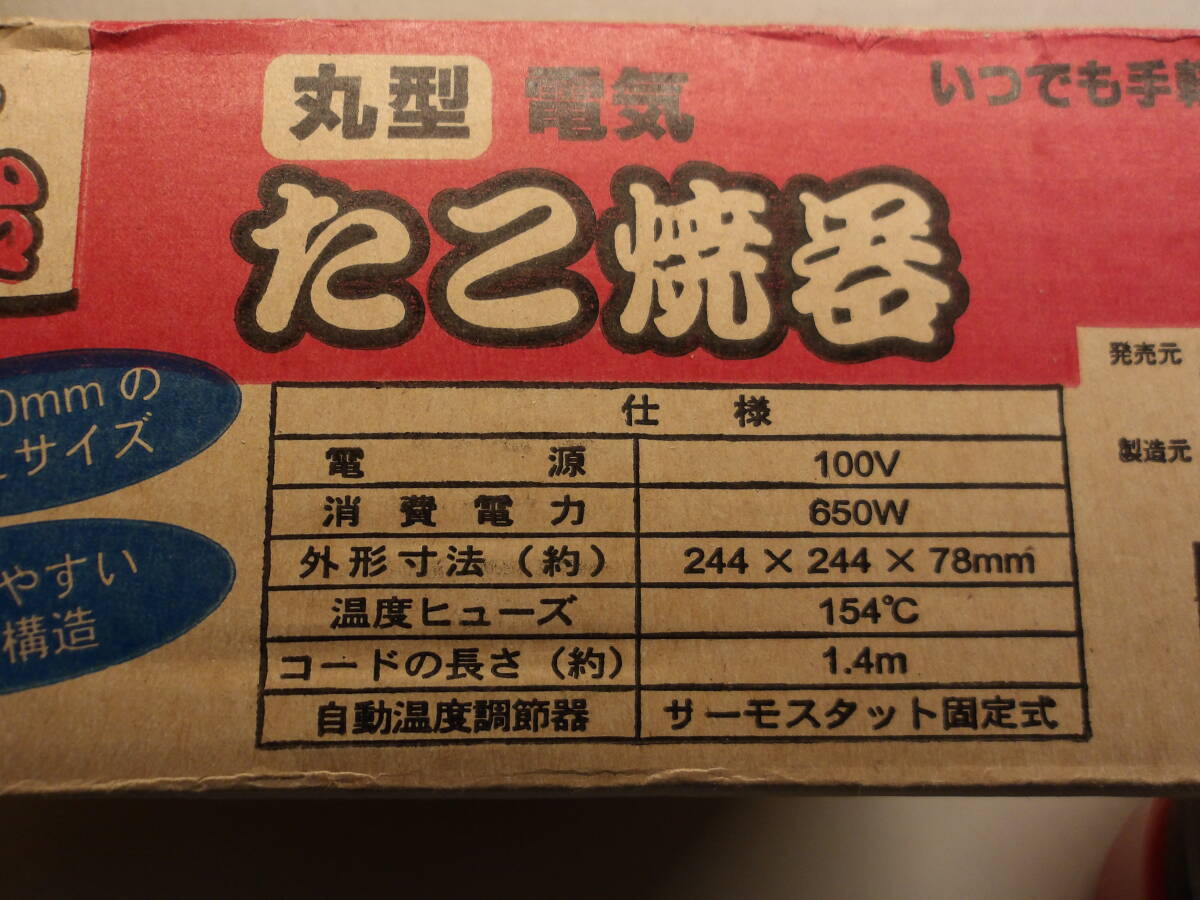 丸型 電気
いつでも手軽
たこ焼器
0mmの
サイズ
やすい
構造
発売元
製造元
仕 様
電 源 100V
消 費 電 力 650W
外形寸法（約） 244 × 244 × 78mm
温度ヒューズ 154℃
コードの長さ（約） 1.4m
自動温度調節器 サーモスタット固定式